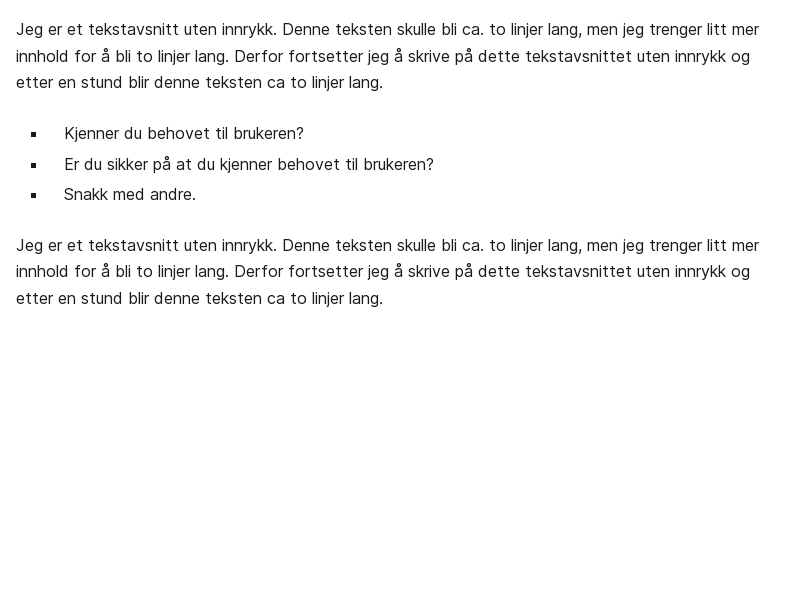 Jeg er et tekstavsnitt uten innrykk. Denne teksten skulle bli ca. to linjer lang, men jeg trenger litt mer
innhold for å bli to linjer lang. Derfor fortsetter jeg å skrive på dette tekstavsnittet uten innrykk og
etter en stund blir denne teksten ca to linjer lang.
▪ Kjenner du behovet til brukeren?
▪ Er du sikker på at du kjenner behovet til brukeren?
▪ Snakk med andre.
Jeg er et tekstavsnitt uten innrykk. Denne teksten skulle bli ca. to linjer lang, men jeg trenger litt mer
innhold for å bli to linjer lang. Derfor fortsetter jeg å skrive på dette tekstavsnittet uten innrykk og
etter en stund blir denne teksten ca to linjer lang.